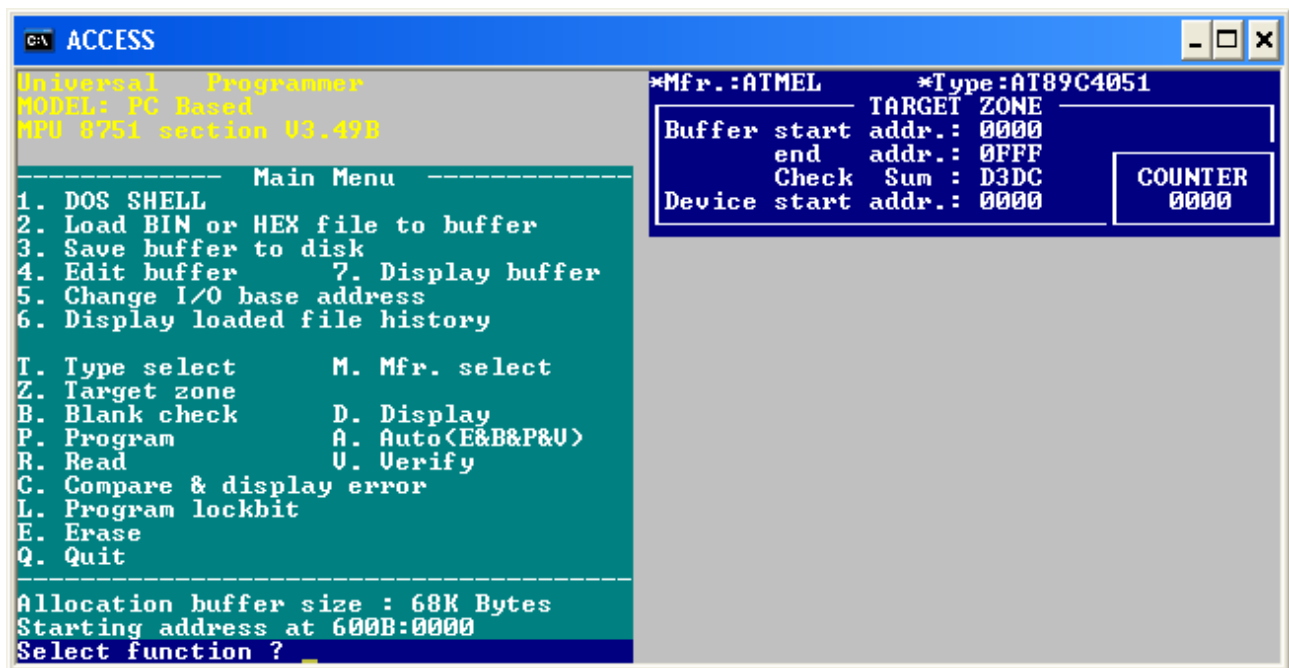 ACCESS
Universal Programmer
MODEL: PC Based
MPU 8751 section V3.49B
Main Menu
1. DOS SHELL
2. Load BIN or HEX file to buffer
3. Save buffer to disk
4. Edit buffer 7. Display buffer
5. Change I/O base address
6. Display loaded file history
T. Type select M. Mfr. select
Z. Target zone
B. Blank check D. Display
P. Program A. Auto(E&B&P&V)
R. Read V. Verify
C. Compare & display error
L. Program lockbit
E. Erase
Q. Quit
Allocation buffer size : 68K Bytes
Starting address at 600B:0000
Select function ? _
*Mfr.:ATMEL *Type:AT89C4051
TARGET ZONE
Buffer start addr.: 0000
end addr.: 0FFF
Check Sum : D3DC
Device start addr.: 0000
COUNTER
0000